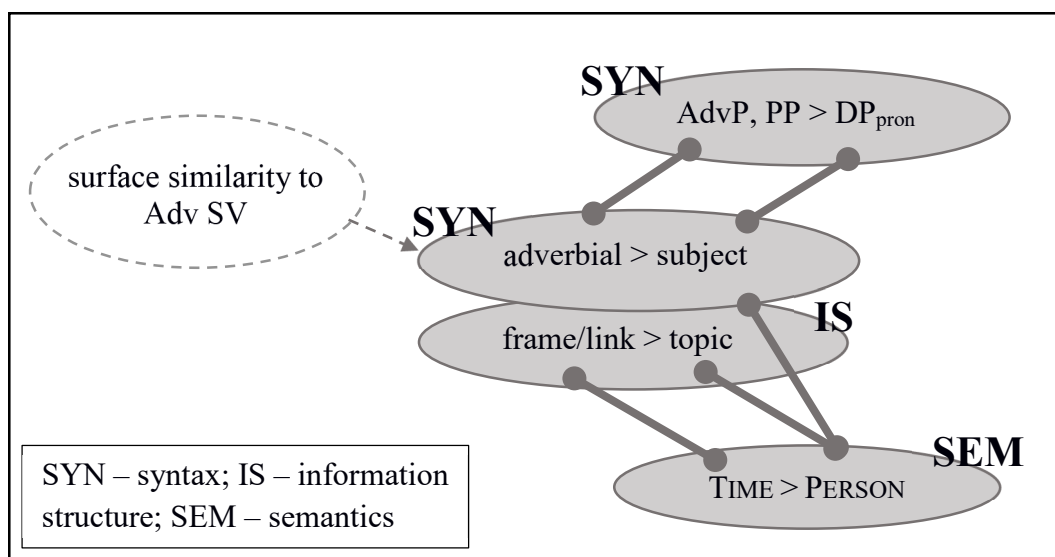 SYN
AdvP, PP > DPpron
surface similarity to
Adv SV
SYN
adverbial > subject
IS
frame/link > topic
SEM
TIME > PERSON
SYN – syntax; IS – information
structure; SEM – semantics